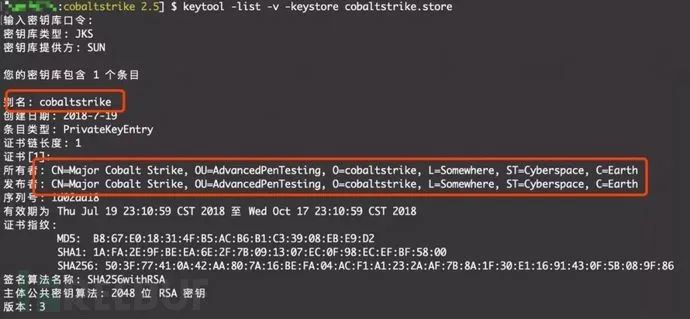 :cobaltstrike 2.5] $ keytool -list -v -keystore cobaltstrike.store
输入密钥库口令:
密钥库类型: JKS
密钥库提供方: SUN
您的密钥库包含 1 个条目
别名: cobaltstrike
创建日期: 2018-7-19
条目类型: PrivateKeyEntry
证书链长度: 1
证书[1]:
所有者: CN=Major Cobalt Strike, OU=AdvancedPenTesting, O=cobaltstrike, L=Somewhere, ST=Cyberspace, C=Earth
发布者: CN=Major Cobalt Strike, OU=AdvancedPenTesting, O=cobaltstrike, L=Somewhere, ST=Cyberspace, C=Earth
序列号: 1d02dd18
有效期为 Thu Jul 19 23:10:59 CST 2018 至 Wed Oct 17 23:10:59 CST 2018
证书指纹:
MD5: B8:67:E0:18:31:4F:B5:AC:B6:B1:C3:39:08:EB:E9:D2
SHA1: 1A:FA:2E:9F:BE:EA:6E:2F:7B:09:13:07:EC:0F:98:EC:EF:BF:58:00
SHA256: 50:3F:77:41:0A:42:AA:80:7A:16:BE:FA:04:AC:F1:A1:23:2A:AF:7B:8A:1F:30:E1:16:91:43:0F:5B:08:9F:86
签名算法名称: SHA256withRSA
主体公共密钥算法: 2048 位 RSA 密钥
版本: 3